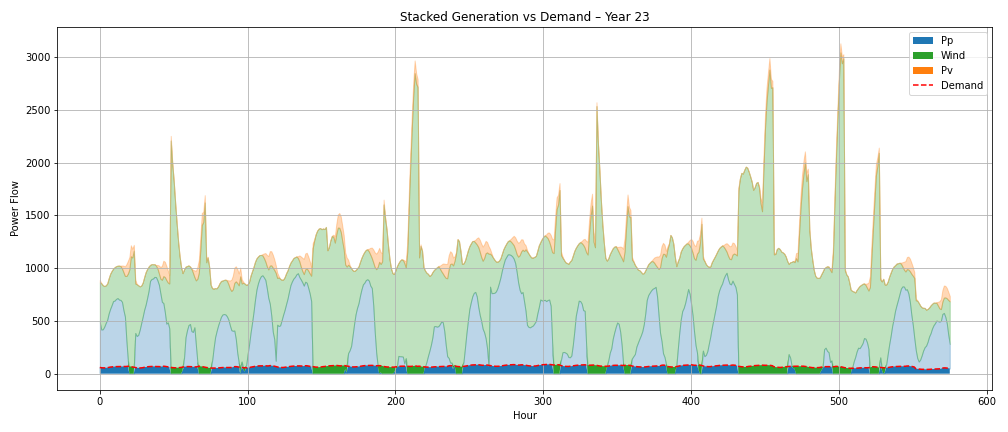 Stacked Generation vs Demand – Year 23
Power Flow
3000
2500
2000
1500
1000
500
0
Pp
Wind
Pv
Demand
0 100 200 300 400 500 600
Hour